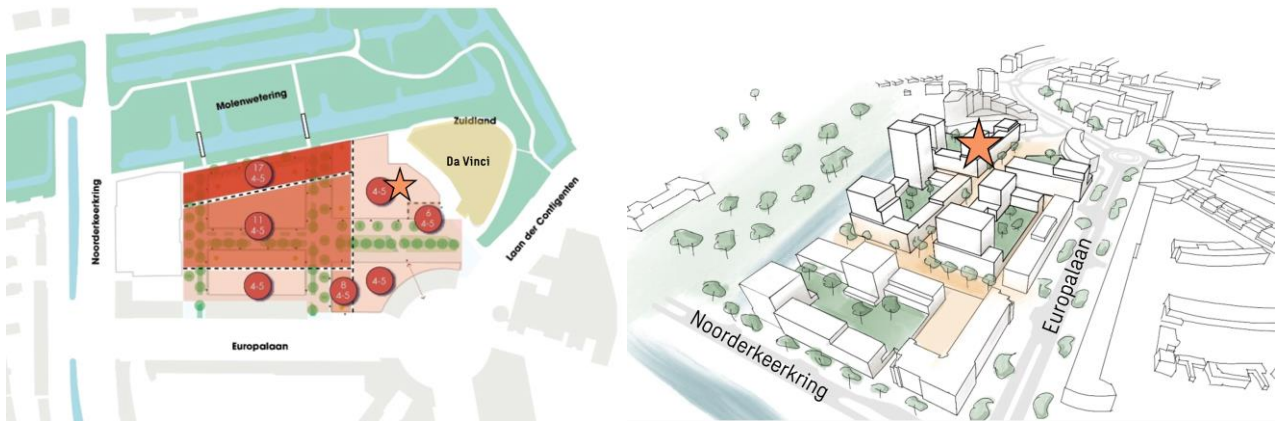 Molenwetering
Zuidland
Da Vinci
Noorderkeerkring
17
4-5
4-5
6
4-5
11
4-5
Laan der Continenten
4-5
8
4-5
4-5
Europalaan
Noorderkeerkring
Europalaan